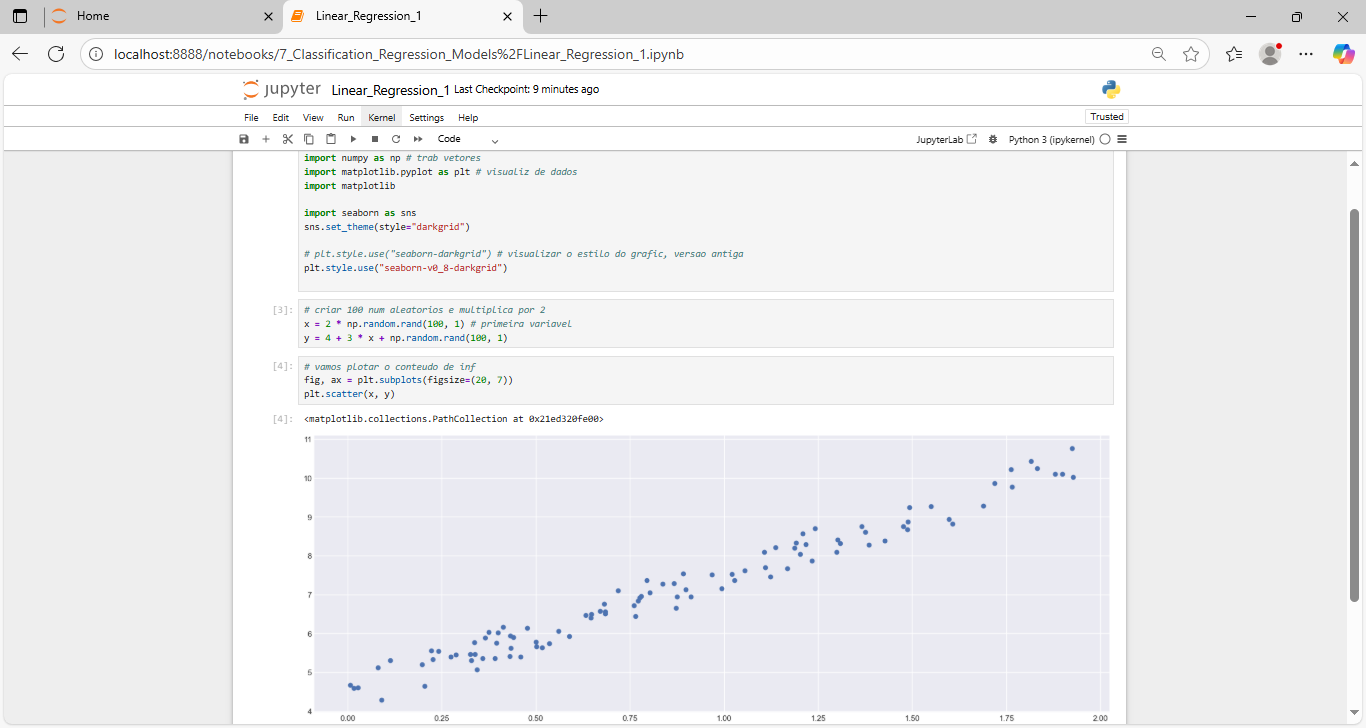 Home
Linear_Regression_1
localhost:8888/notebooks/7_Classification_Regression_Models%2FLinear_Regression_1.ipynb
jupyter Linear_Regression_1 Last Checkpoint: 9 minutes ago
File Edit View Run Kernel Settings Help
Trusted
Code
JupyterLab
Python 3 (ipykernel)
import numpy as np # trab vetores
import matplotlib.pyplot as plt # visualiz de dados
import matplotlib
import seaborn as sns
sns.set_theme(style="darkgrid")
# plt.style.use("seaborn-darkgrid") # visualizar o estilo do grafic, versao antiga
plt.style.use("seaborn-v0_8-darkgrid")
[3]:
# criar 100 num aleatorios e multiplica por 2
x = 2 * np.random.rand(100, 1) # primeira variavel
y = 4 + 3 * x + np.random.rand(100, 1)
[4]:
# vamos plotar o conteudo de inf
fig, ax = plt.subplots(figsize=(20, 7))
plt.scatter(x, y)
[4]:
<matplotlib.collections.PathCollection at 0x21ed320fe00>
11
10
9
8
7
6
5
4
0.00 0.25 0.50 0.75 1.00 1.25 1.50 1.75 2.00